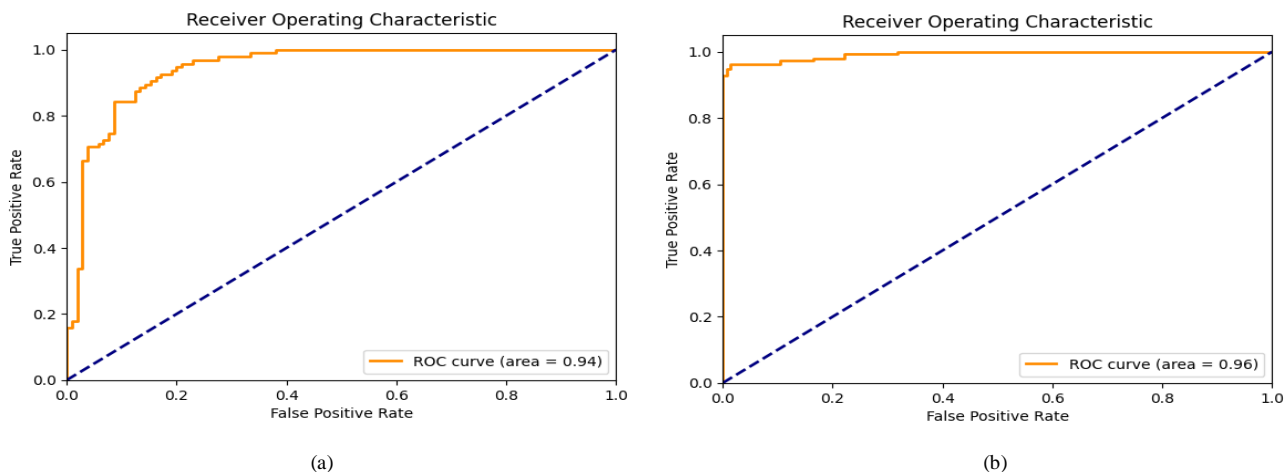 Receiver Operating Characteristic
True Positive Rate
1.0
0.8
0.6
0.4
0.2
0.0
ROC curve (area = 0.94)
0.0 0.2 0.4 0.6 0.8 1.0
False Positive Rate
(a)
Receiver Operating Characteristic
True Positive Rate
1.0
0.8
0.6
0.4
0.2
0.0
ROC curve (area = 0.96)
0.0 0.2 0.4 0.6 0.8 1.0
False Positive Rate
(b)